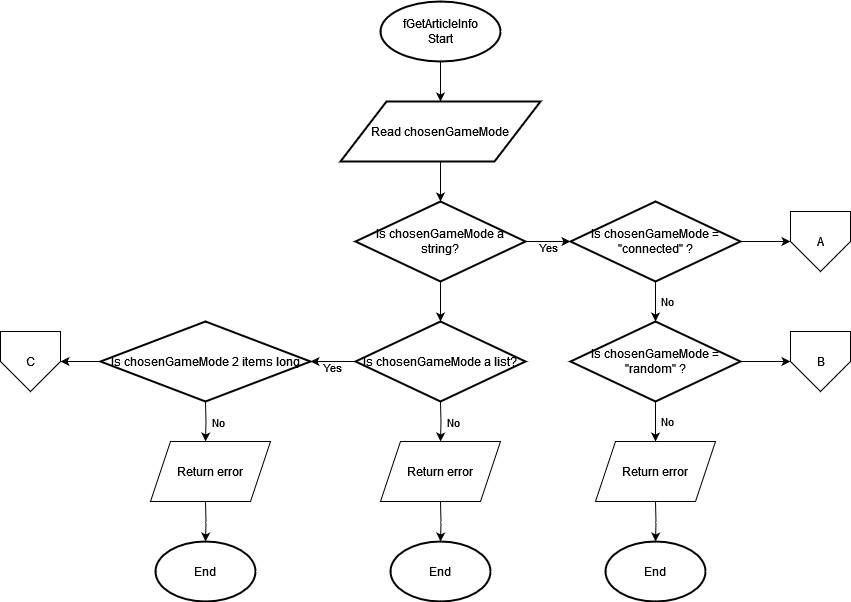 fGetArticleInfo
Start
Read chosenGameMode
Is chosenGameMode a
string?
Yes
Is chosenGameMode =
"connected" ?
A
No
C
Is chosenGameMode 2 items long
Yes
Is chosenGameMode a list?
Is chosenGameMode =
"random" ?
B
No
No
No
Return error
Return error
Return error
End
End
End